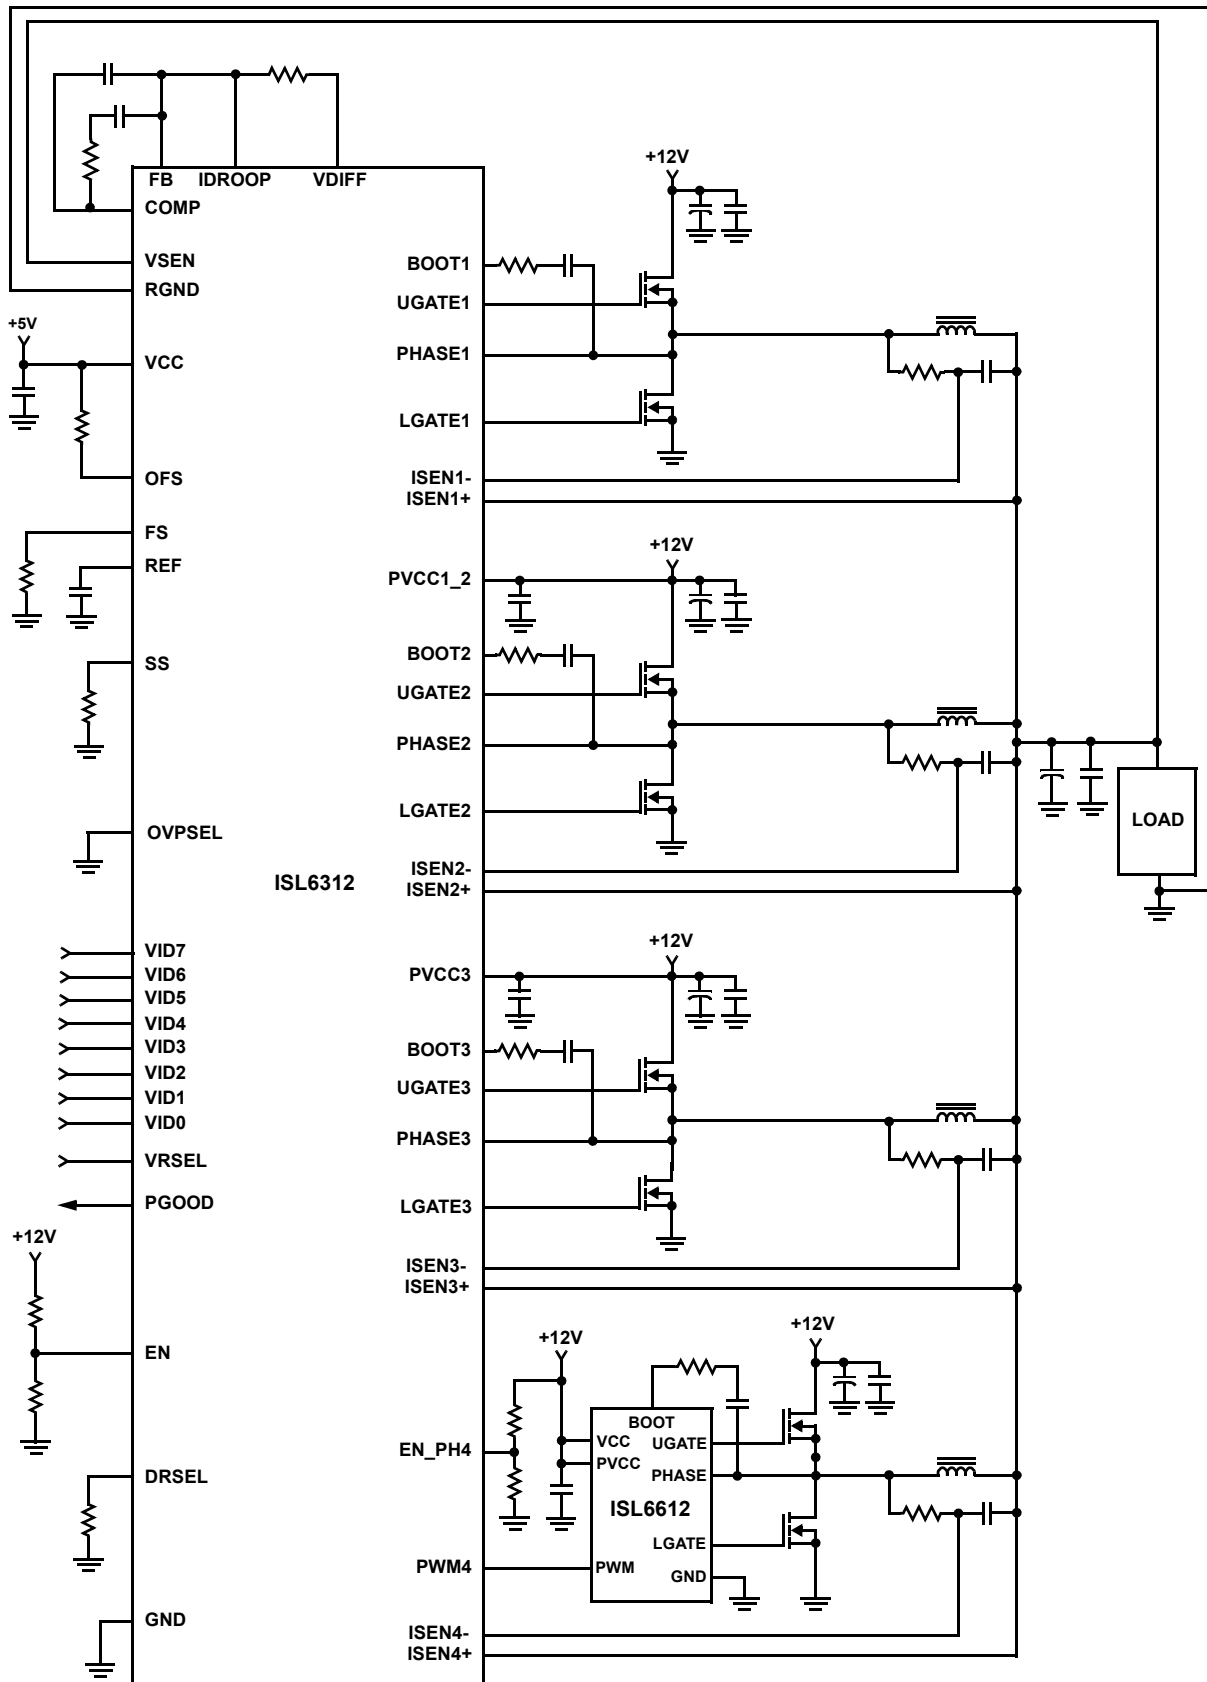 FB IDROOP VDIFF
COMP
VSEN
RGND
+5V
VCC
OFS
FS
REF
SS
OVPSEL
ISL6312
VID7
VID6
VID5
VID4
VID3
VID2
VID1
VID0
VRSEL
PGOOD
+12V
EN
DRSEL
GND
+12V
BOOT1
UGATE1
PHASE1
LGATE1
ISEN1-
ISEN1+
+12V
PVCC1_2
BOOT2
UGATE2
PHASE2
LGATE2
ISEN2-
ISEN2+
LOAD
+12V
PVCC3
BOOT3
UGATE3
PHASE3
LGATE3
ISEN3-
ISEN3+
+12V
+12V
EN_PH4
PWM4
BOOT
VCC
UGATE
PVCC
PHASE
ISL6612
LGATE
PWM
GND
ISEN4-
ISEN4+